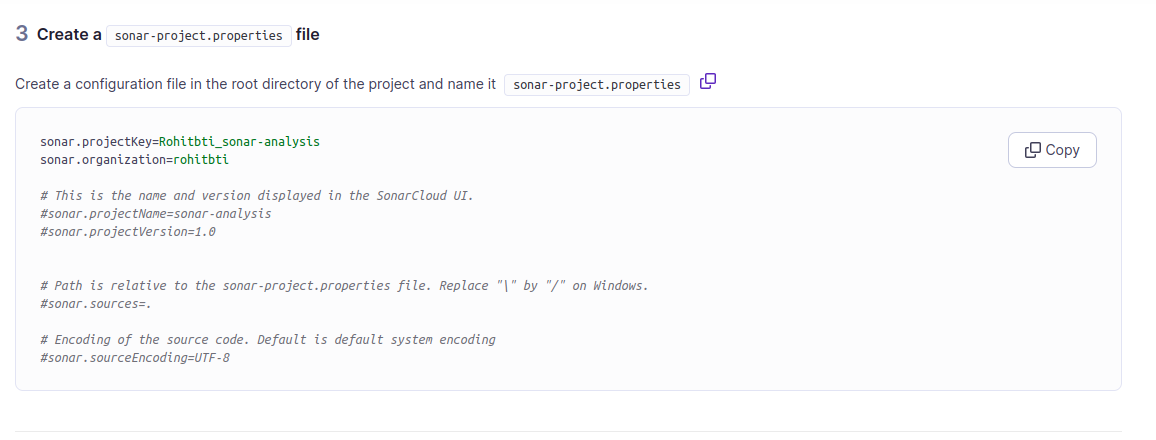 3 Create a sonar-project.properties file
Create a configuration file in the root directory of the project and name it sonar-project.properties
Copy
sonar.projectKey=Rohitbti_sonar-analysis
sonar.organization=rohitbti
# This is the name and version displayed in the SonarCloud UI.
#sonar.projectName=sonar-analysis
#sonar.projectVersion=1.0
# Path is relative to the sonar-project.properties file. Replace "\" by "/" on Windows.
#sonar.sources=.
# Encoding of the source code. Default is default system encoding
#sonar.sourceEncoding=UTF-8